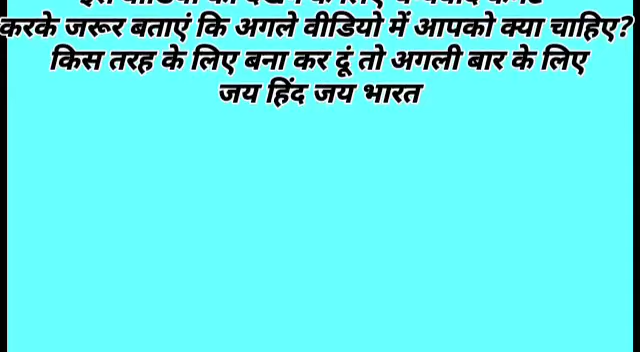 करके जरूर बताएं कि अगले वीडियो में आपको क्या चाहिए?
किस तरह के लिए बना कर दूं तो अगली बार के लिए
जय हिंद जय भारत